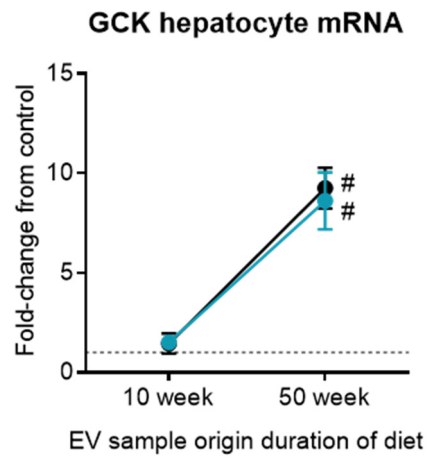 GCK hepatocyte mRNA
Fold-change from control
15
10
5
0
#
#
10 week
50 week
EV sample origin duration of diet